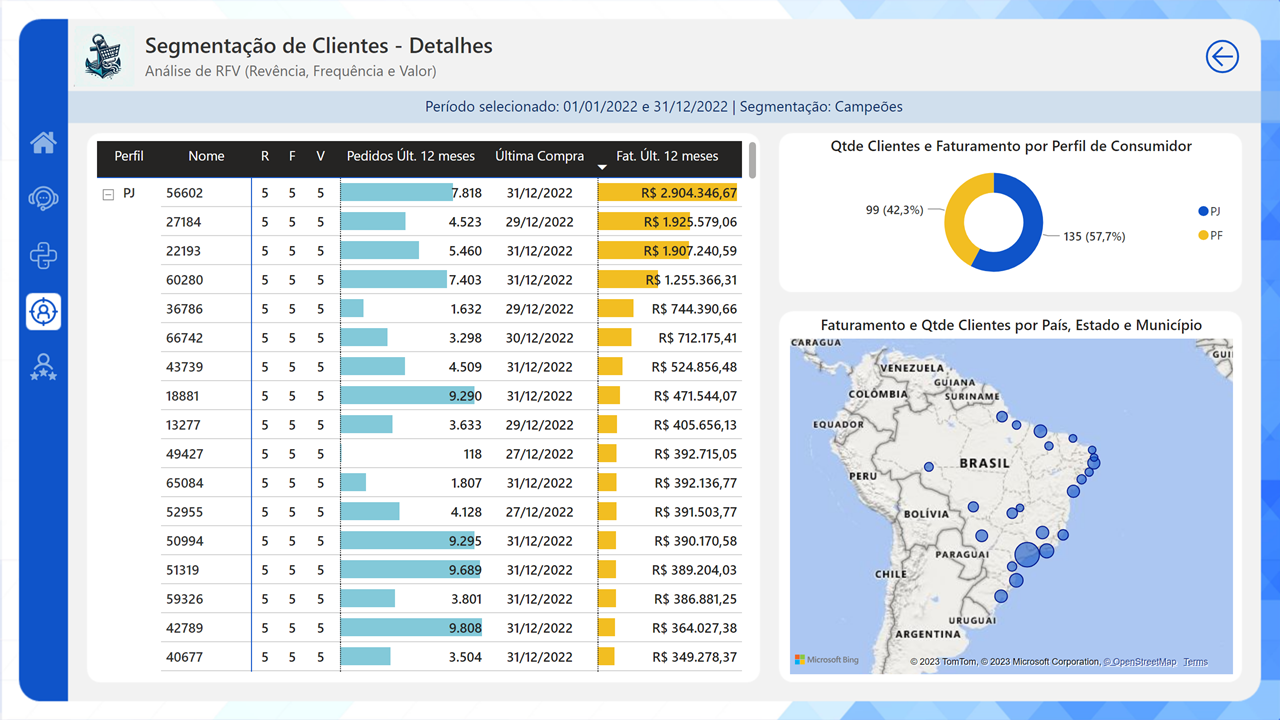 Segmentação de Clientes - Detalhes
Análise de RFV (Revência, Frequência e Valor)
Período selecionado: 01/01/2022 e 31/12/2022 | Segmentação: Campeões
Perfil Nome R F V Pedidos Últ. 12 meses Última Compra Fat. Últ. 12 meses
PJ 56602 5 5 5 7.818 31/12/2022 R$ 2.904.346,67
27184 5 5 5 4.523 29/12/2022 R$ 1.925.579,06
22193 5 5 5 5.460 31/12/2022 R$ 1.907.240,59
60280 5 5 5 7.403 31/12/2022 R$ 1.255.366,31
36786 5 5 5 1.632 29/12/2022 R$ 744.390,66
66742 5 5 5 3.298 30/12/2022 R$ 712.175,41
43739 5 5 5 4.509 31/12/2022 R$ 524.856,48
18881 5 5 5 9.290 31/12/2022 R$ 471.544,07
13277 5 5 5 3.633 29/12/2022 R$ 405.656,13
49427 5 5 5 118 27/12/2022 R$ 392.715,05
65084 5 5 5 1.807 31/12/2022 R$ 392.136,77
52955 5 5 5 4.128 27/12/2022 R$ 391.503,77
50994 5 5 5 9.295 31/12/2022 R$ 390.170,58
51319 5 5 5 9.689 31/12/2022 R$ 389.204,03
59326 5 5 5 3.801 31/12/2022 R$ 386.881,25
42789 5 5 5 9.808 31/12/2022 R$ 364.027,38
40677 5 5 5 3.504 31/12/2022 R$ 349.278,37
Qtde Clientes e Faturamento por Perfil de Consumidor
99 (42,3%)
135 (57,7%)
PJ
PF
Faturamento e Qtde Clientes por País, Estado e Município
CARAGUA
GUI
VENEZUELA
GUIANA
COLÔMBIA
SURINAME
EQUADOR
BRASIL
PERU
BOLÍVIA
PARAGUAI
CHILE
URUGUAI
ARGENTINA
Microsoft Bing
© 2023 TomTom, © 2023 Microsoft Corporation, © OpenStreetMap Terms